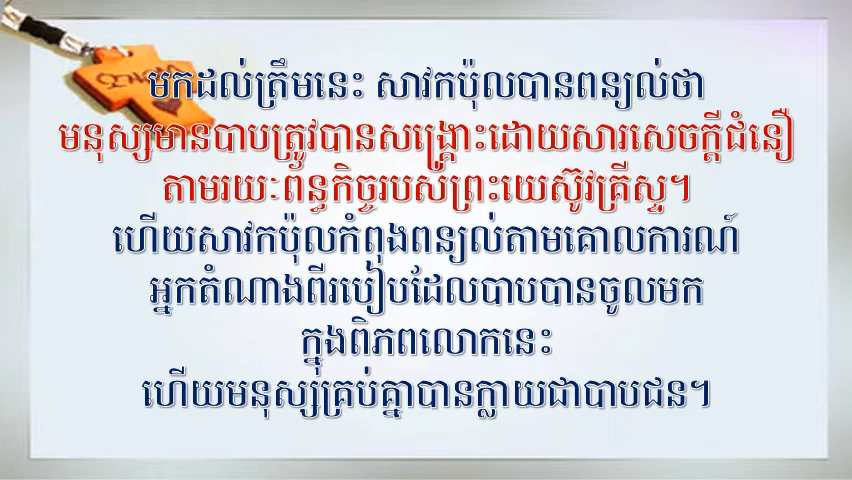 មកដល់ត្រឹមនេះ សាវកប៉ុលបានពន្យល់ថា
មនុស្សមានបាបត្រូវបានសង្គ្រោះដោយសារសេចក្ដីជំនឿ
តាមរយៈព័ន្ធកិច្ចរបស់ព្រះយេស៊ូវគ្រីស្ទ។
ហើយសាវកប៉ុលកំពុងពន្យល់តាមគោលការណ៍
អ្នកតំណាងពីរបៀបដែលបាបបានចូលមក
ក្នុងពិភពលោកនេះ
ហើយមនុស្សគ្រប់គ្នាបានក្លាយជាបាបជន។